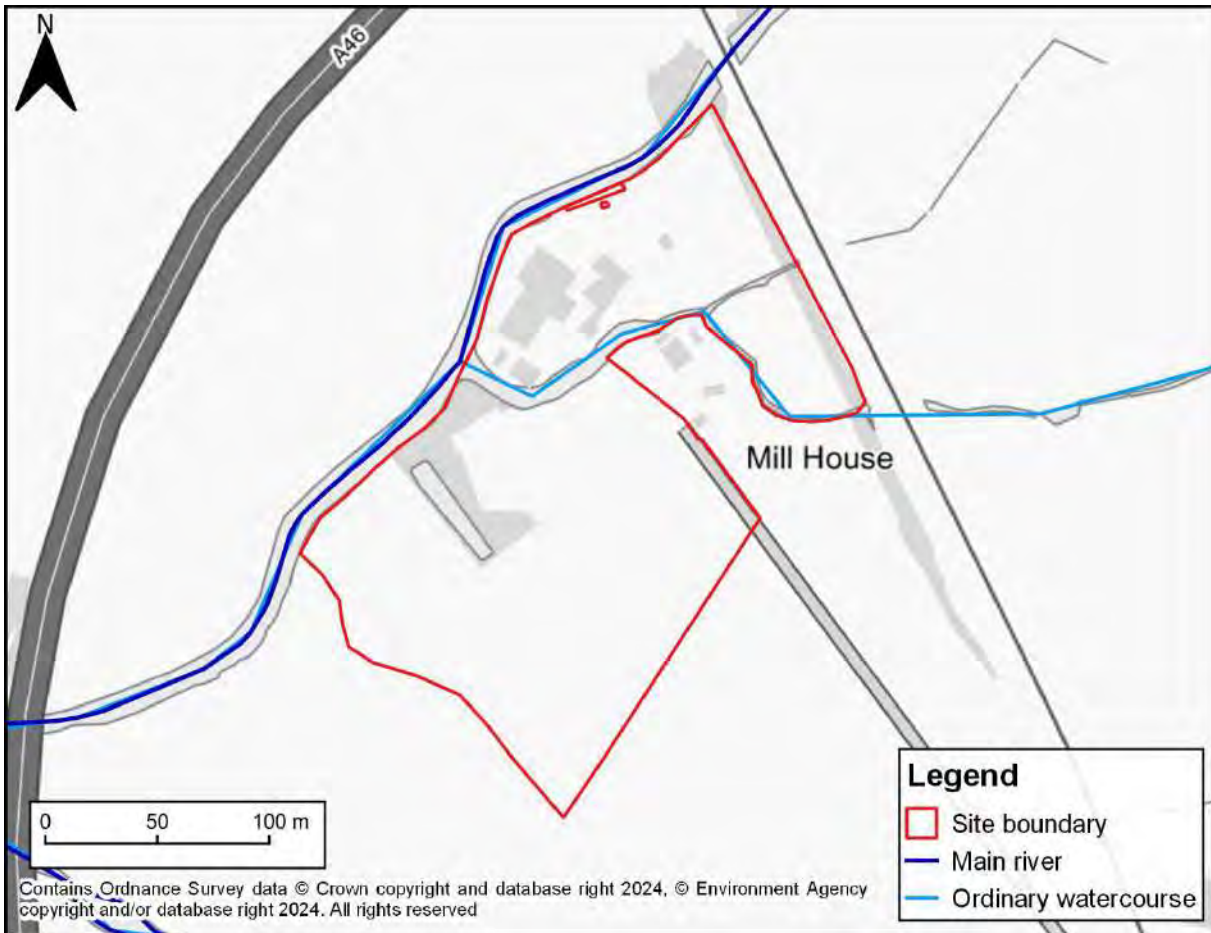 N
A46
Mill House
Legend
Site boundary
Main river
Ordinary watercourse
0 50 100 m
Contains Ordnance Survey data © Crown copyright and database right 2024, © Environment Agency
copyright and/or database right 2024. All rights reserved